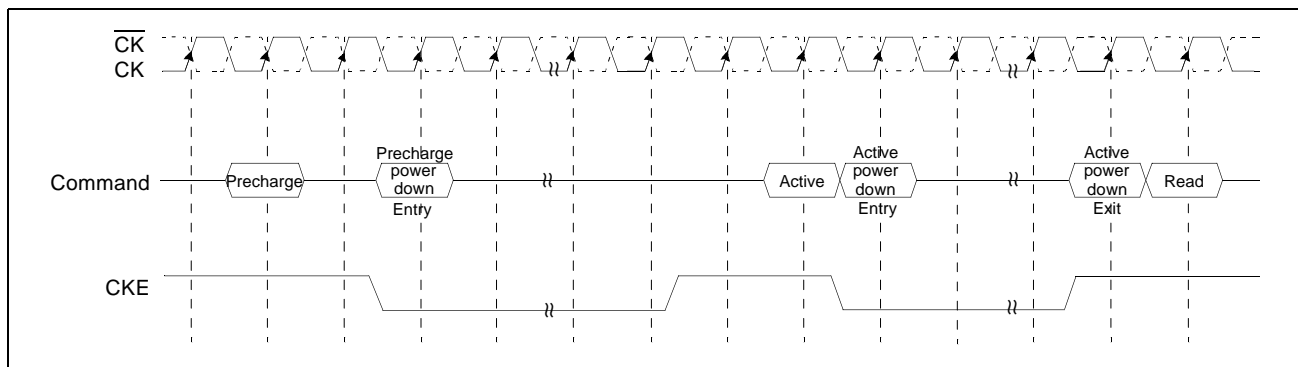 CK
CK
Command
Precharge
Precharge
power
down
Entry
Active
Active
power
down
Entry
Active
power
down
Exit
Read
CKE